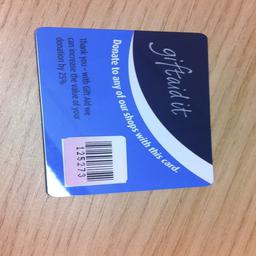 giftaid it
Donate to any of our shops with this card.
Thank you - with Gift Aid we
can increase the value of your
donation by 25%
125273